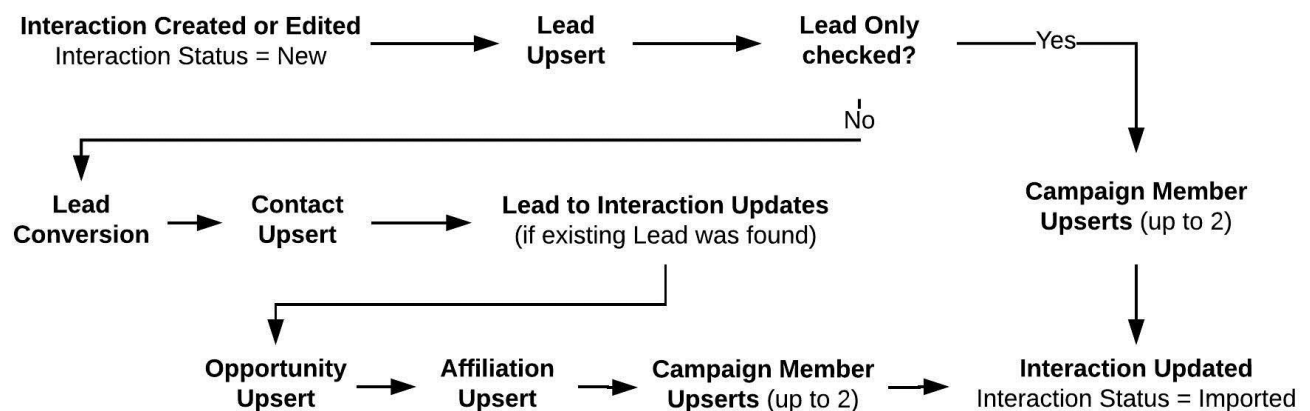 Interaction Created or Edited
Interaction Status = New
Lead
Upsert
Lead Only
checked?
Yes
No
Lead
Conversion
Contact
Upsert
Lead to Interaction Updates
(if existing Lead was found)
Campaign Member
Upserts (up to 2)
Opportunity
Upsert
Affiliation
Upsert
Campaign Member
Upserts (up to 2)
Interaction Updated
Interaction Status = Imported